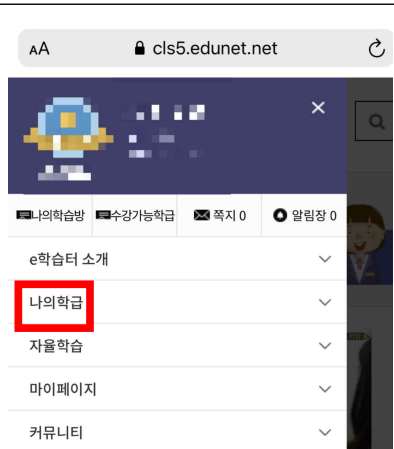 AA cls5.edunet.net
나의학습방 수강가능학급 쪽지 0 알림장 0
e학습터 소개
나의학급
자율학습
마이페이지
커뮤니티